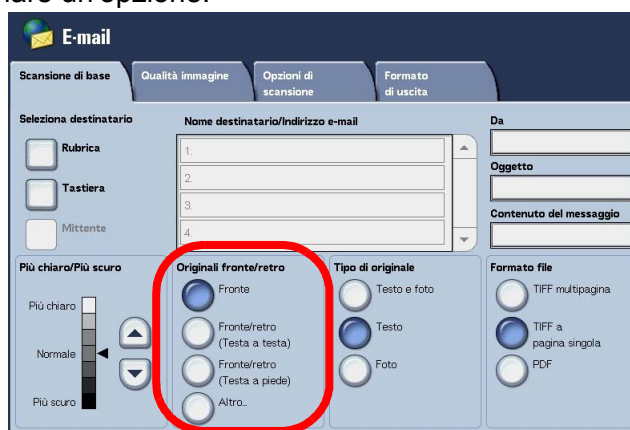 un'opzione.
E-mail
Scansione di base
Qualità immagine
Opzioni di
scansione
Formato
di uscita
Seleziona destinatario
Rubrica
Tastiera
Mittente
Nome destinatario/Indirizzo e-mail
1.
2.
3.
4.
Da
Oggetto
Contenuto del messaggio
Più chiaro/Più scuro
Più chiaro
Normale
Più scuro
Originali fronte/retro
Fronte
Fronte/retro
(Testa a testa)
Fronte/retro
(Testa a piede)
Altro..
Tipo di originale
Testo e foto
Testo
Foto
Formato file
TIFF multipagina
TIFF a
pagina singola
PDF